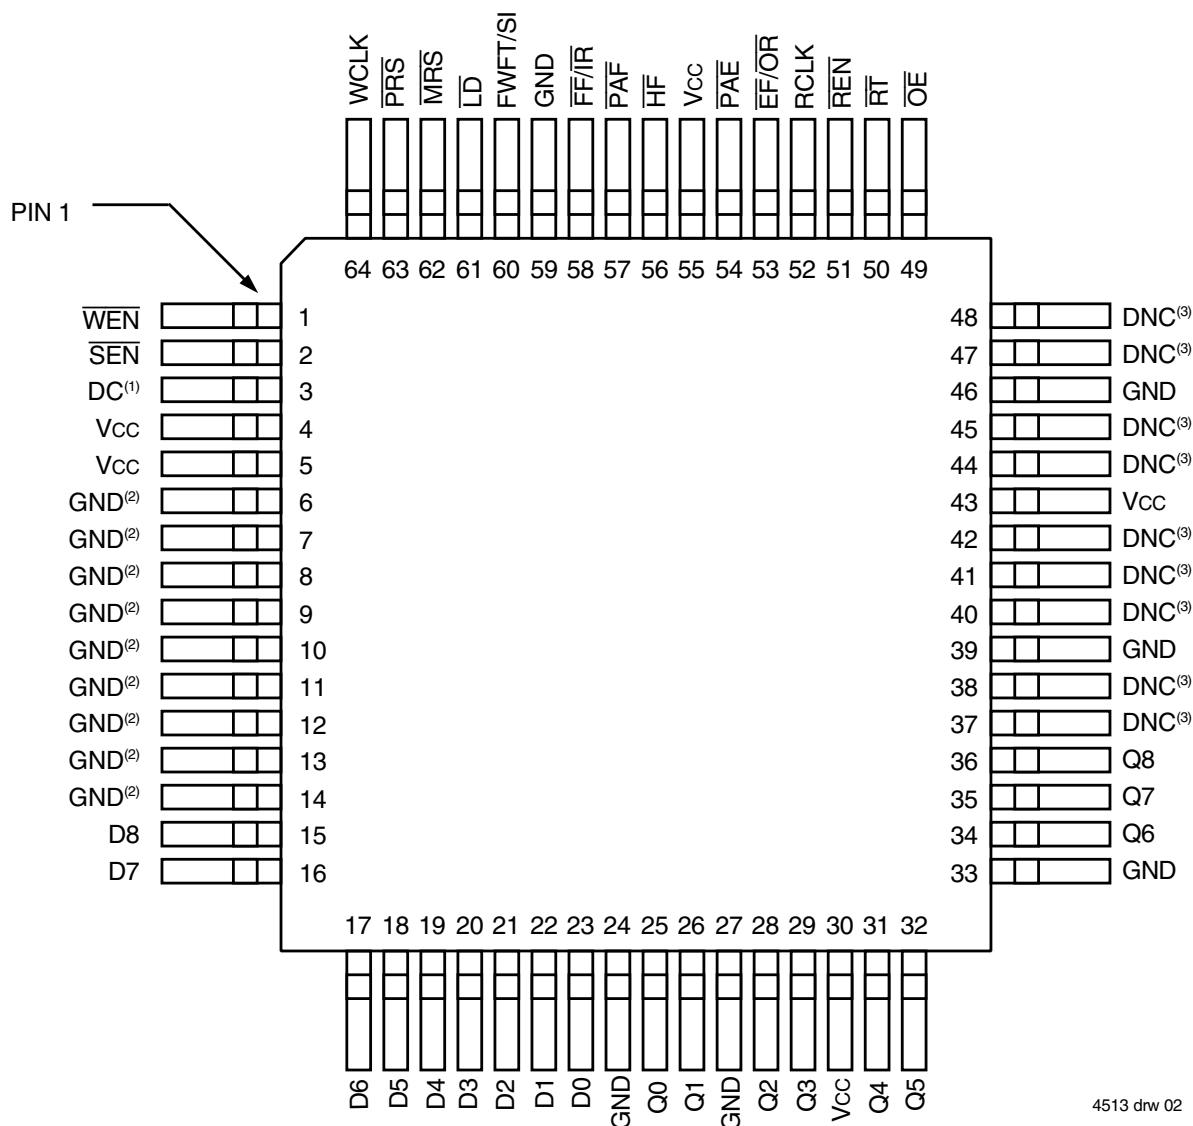 WCLK
PRS
MRS
LD
FWFT/SI
GND
FF/IR
PAF
HF
VCC
PAE
EF/OR
RCLK
REN
RT
OE
PIN 1
64 63 62 61 60 59 58 57 56 55 54 53 52 51 50 49
WEN 1 48 DNC(3)
SEN 2 47 DNC(3)
DC(1) 3 46 GND
VCC 4 45 DNC(3)
VCC 5 44 DNC(3)
GND(2) 6 43 VCC
GND(2) 7 42 DNC(3)
GND(2) 8 41 DNC(3)
GND(2) 9 40 DNC(3)
GND(2) 10 39 GND
GND(2) 11 38 DNC(3)
GND(2) 12 37 DNC(3)
GND(2) 13 36 Q8
GND(2) 14 35 Q7
D8 15 34 Q6
D7 16 33 GND
17 18 19 20 21 22 23 24 25 26 27 28 29 30 31 32
D6
D5
D4
D3
D2
D1
D0
GND
Q0
Q1
GND
Q2
Q3
VCC
Q4
Q5
4513 drw 02